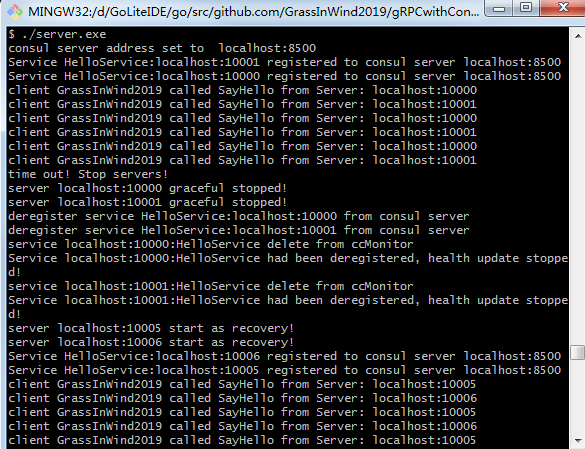 MINGW32:/d/GoLiteIDE/go/src/github.com/GrassInWind2019/gRPCwithCon...
$ ./server.exe
consul server address set to  localhost:8500
Service HelloService:localhost:10001 registered to consul server localhost:8500
Service HelloService:localhost:10000 registered to consul server localhost:8500
client GrassInWind2019 called SayHello from Server: localhost:10000
client GrassInWind2019 called SayHello from Server: localhost:10001
client GrassInWind2019 called SayHello from Server: localhost:10000
client GrassInWind2019 called SayHello from Server: localhost:10001
client GrassInWind2019 called SayHello from Server: localhost:10000
client GrassInWind2019 called SayHello from Server: localhost:10001
time out! Stop servers!
server localhost:10000 graceful stopped!
server localhost:10001 graceful stopped!
deregister service HelloService:localhost:10000 from consul server
deregister service HelloService:localhost:10001 from consul server
service localhost:10000:HelloService delete from ccMonitor
Service localhost:10000:HelloService had been deregistered, health update stoppe
d!
service localhost:10001:HelloService delete from ccMonitor
Service localhost:10001:HelloService had been deregistered, health update stoppe
d!
server localhost:10005 start as recovery!
server localhost:10006 start as recovery!
Service HelloService:localhost:10006 registered to consul server localhost:8500
Service HelloService:localhost:10005 registered to consul server localhost:8500
client GrassInWind2019 called SayHello from Server: localhost:10005
client GrassInWind2019 called SayHello from Server: localhost:10006
client GrassInWind2019 called SayHello from Server: localhost:10005
client GrassInWind2019 called SayHello from Server: localhost:10006
client GrassInWind2019 called SayHello from Server: localhost:10005